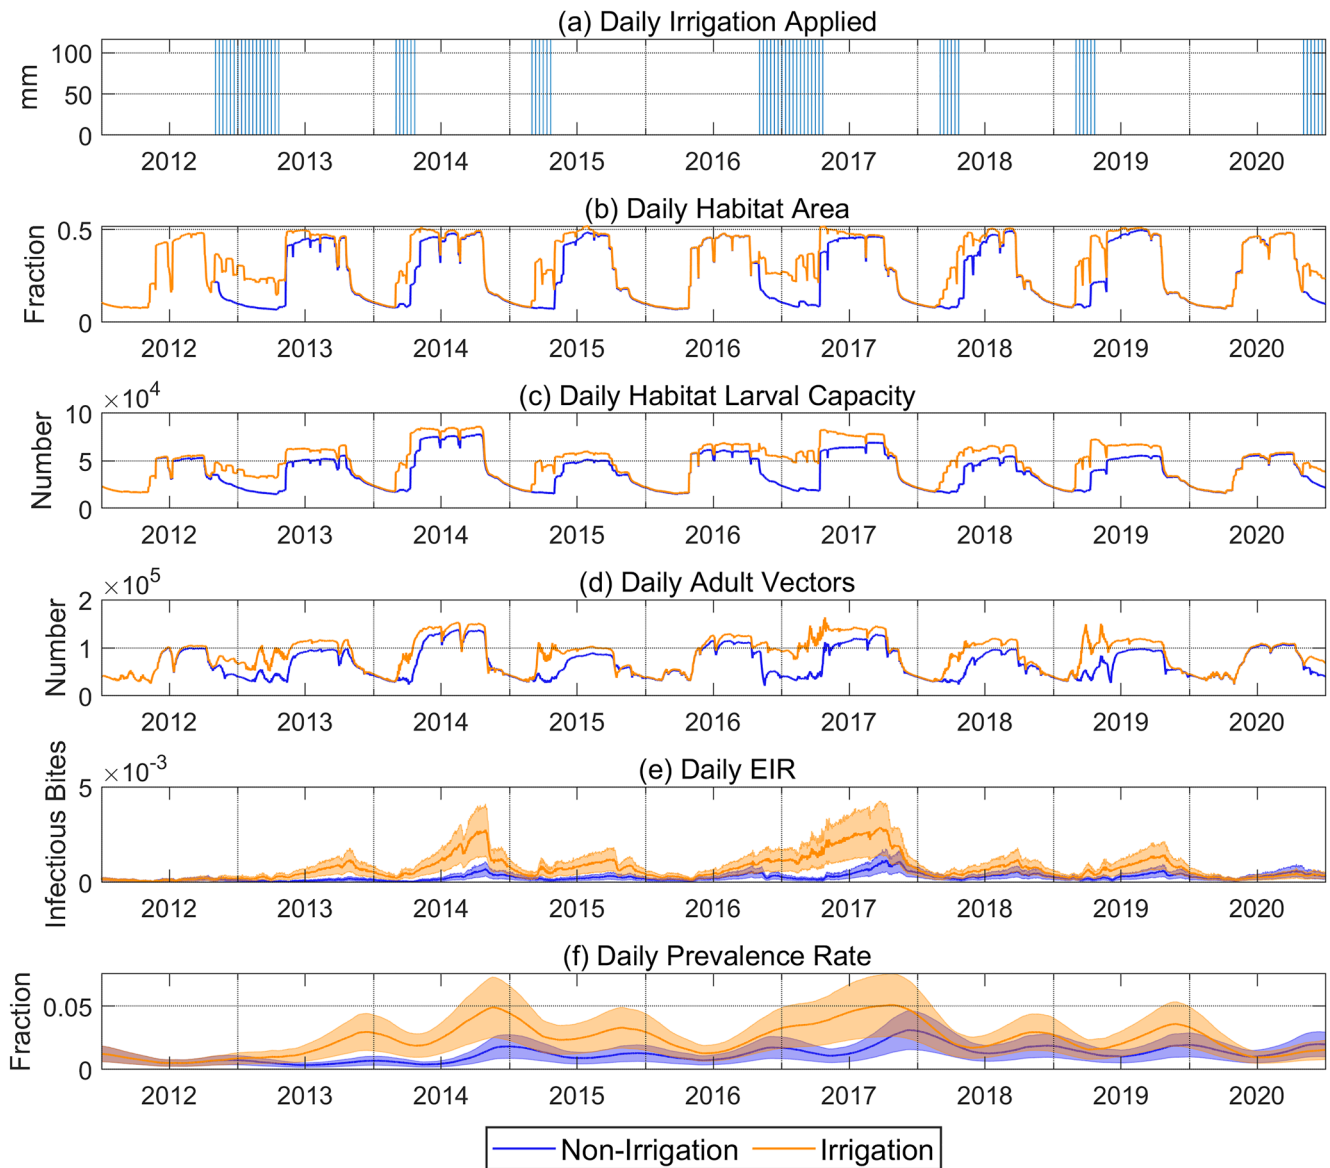 (a) Daily Irrigation Applied
mm
100
50
0
2012 2013 2014 2015 2016 2017 2018 2019 2020
(b) Daily Habitat Area
Fraction
0.5
0
2012 2013 2014 2015 2016 2017 2018 2019 2020
(c) Daily Habitat Larval Capacity
×10^4
Number
10
5
0
2012 2013 2014 2015 2016 2017 2018 2019 2020
(d) Daily Adult Vectors
×10^5
Number
2
1
0
2012 2013 2014 2015 2016 2017 2018 2019 2020
(e) Daily EIR
×10^-3
Infectious Bites
5
0
2012 2013 2014 2015 2016 2017 2018 2019 2020
(f) Daily Prevalence Rate
Fraction
0.05
0
2012 2013 2014 2015 2016 2017 2018 2019 2020
Non-Irrigation Irrigation